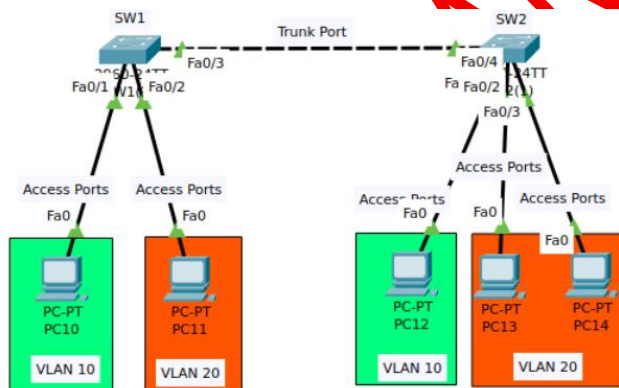 SW1
SW2
Trunk Port
Fa0/3
Fa0/4
Fa0/1
Fa0/2
Fa0/2
Fa0/3
Access Ports
Access Ports
Access Ports
Access Ports
Fa0
Fa0
Fa0
Fa0
Fa0
PC-PT
PC10
PC-PT
PC11
PC-PT
PC12
PC-PT
PC13
PC-PT
PC14
VLAN 10
VLAN 20
VLAN 10
VLAN 20